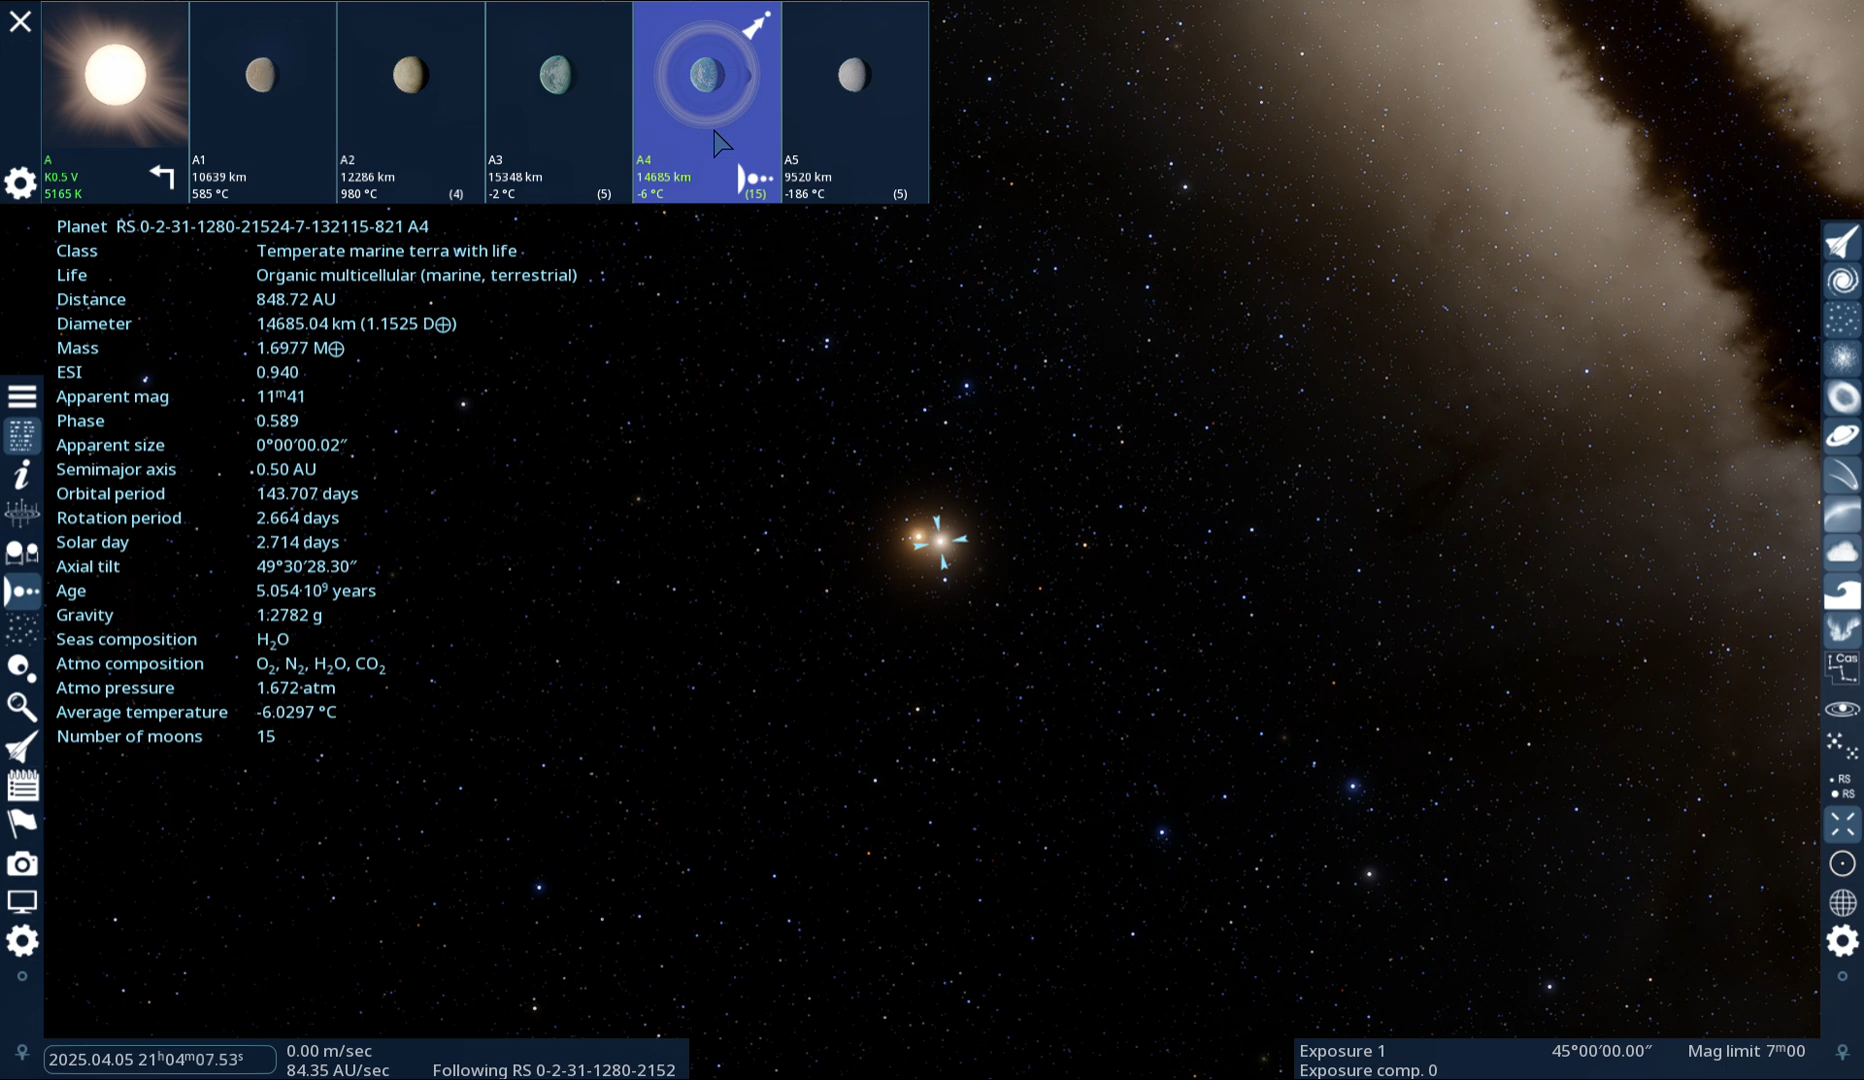 A
K0.5 V
5165 K
A1
10639 km
585 °C
A2
12286 km
980 °C (4)
A3
15348 km
-2 °C (5)
A4
14685 km
-6 °C (15)
A5
9520 km
-186 °C (5)
Planet RS 0-2-31-1280-21524-7-132115-821 A4
Class Temperate marine terra with life
Life Organic multicellular (marine, terrestrial)
Distance 848.72 AU
Diameter 14685.04 km (1.1525 D⊕)
Mass 1.6977 M⊕
ESI 0.940
Apparent mag 11ᵐ41
Phase 0.589
Apparent size 0°00′00.02″
Semimajor axis 0.50 AU
Orbital period 143.707 days
Rotation period 2.664 days
Solar day 2.714 days
Axial tilt 49°30′28.30″
Age 5.054·10⁹ years
Gravity 1.2782 g
Seas composition H₂O
Atmo composition O₂, N₂, H₂O, CO₂
Atmo pressure 1.672 atm
Average temperature -6.0297 °C
Number of moons 15
Cas
RS
RS
2025.04.05 21ʰ04ᵐ07.53ˢ
0.00 m/sec
84.35 AU/sec Following RS 0-2-31-1280-2152
Exposure 1 45°00′00.00″ Mag limit 7ᵐ00
Exposure comp. 0